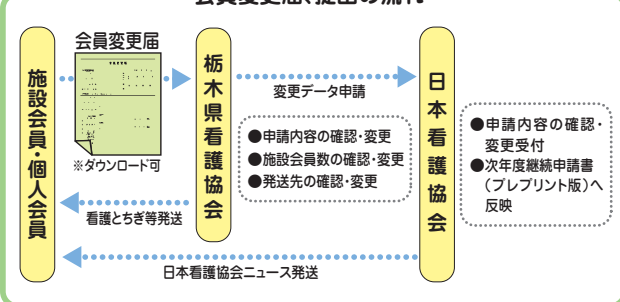 会員変更届、提出の流れ
会員変更届
※ダウンロード可
施設会員・個人会員
栃木県看護協会
日本看護協会
変更データ申請
●申請内容の確認・変更
●施設会員数の確認・変更
●発送先の確認・変更
●申請内容の確認・
変更受付
●次年度継続申請書
（プレプリント版）へ
反映
看護とちぎ等発送
日本看護協会ニュース発送